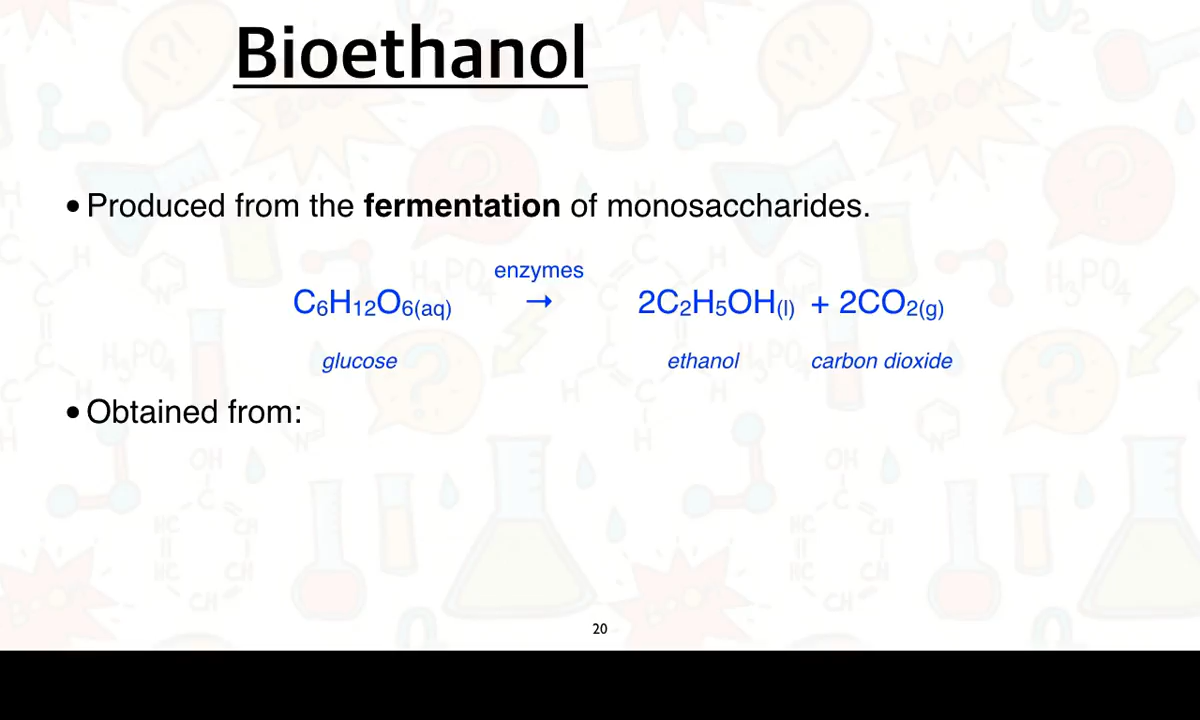 Bioethanol
• Produced from the fermentation of monosaccharides.
enzymes
C₆H₁₂O₆(aq) → 2C₂H₅OH(l) + 2CO₂(g)
glucose ethanol carbon dioxide
• Obtained from:
20